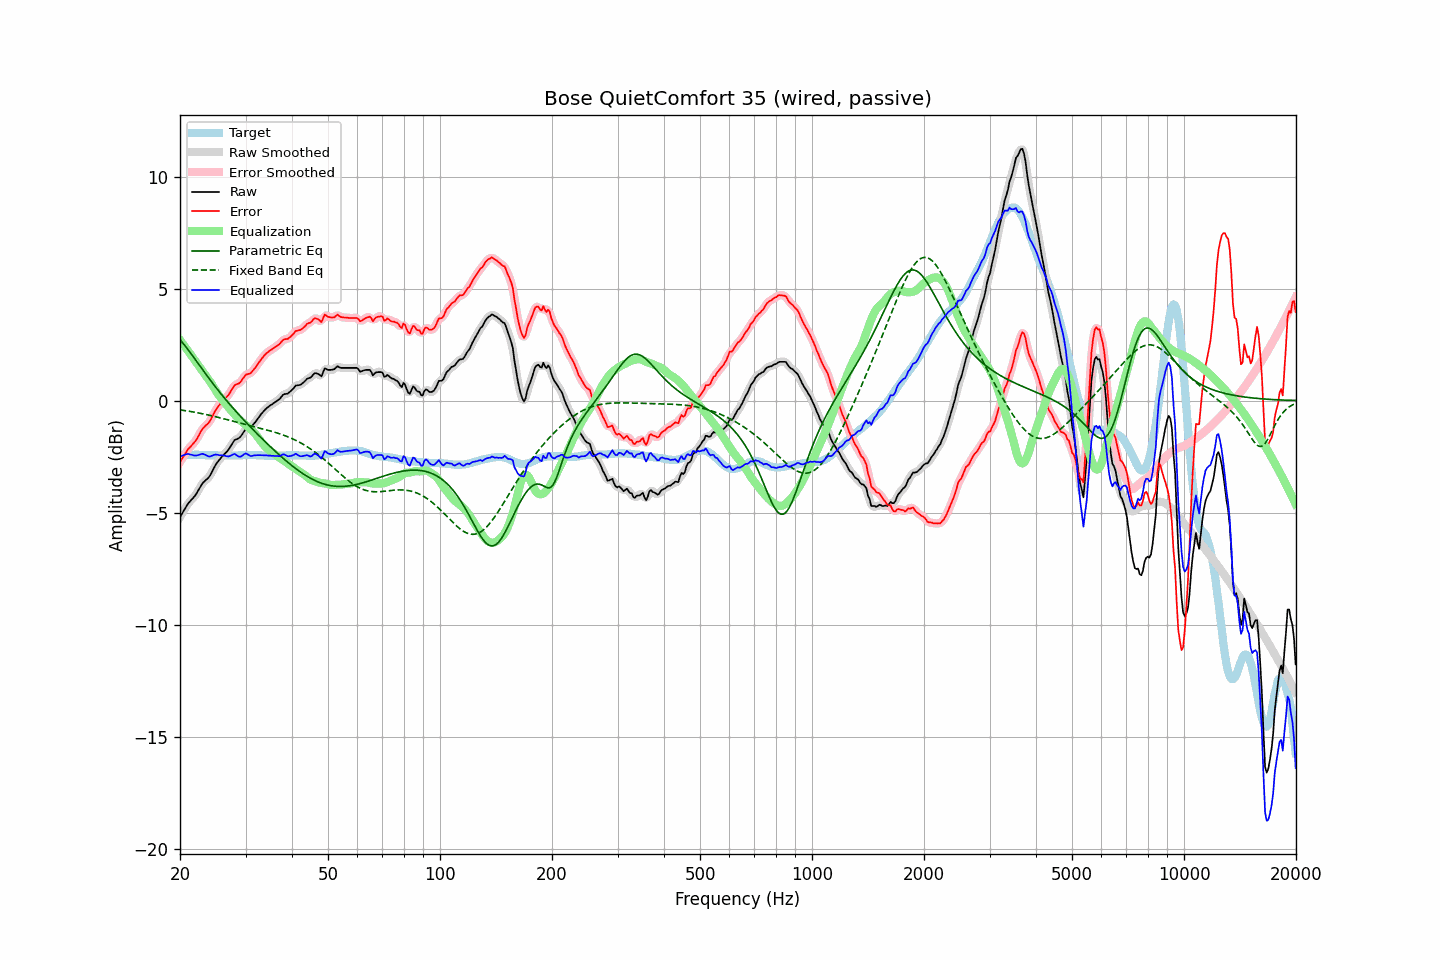 Bose QuietComfort 35 (wired, passive)
Target
Raw Smoothed
Error Smoothed
Raw
Error
Equalization
Parametric Eq
Fixed Band Eq
Equalized
Amplitude (dBr)
10
5
0
−5
−10
−15
−20
20
50
100
200
500
1000
2000
5000
10000
20000
Frequency (Hz)